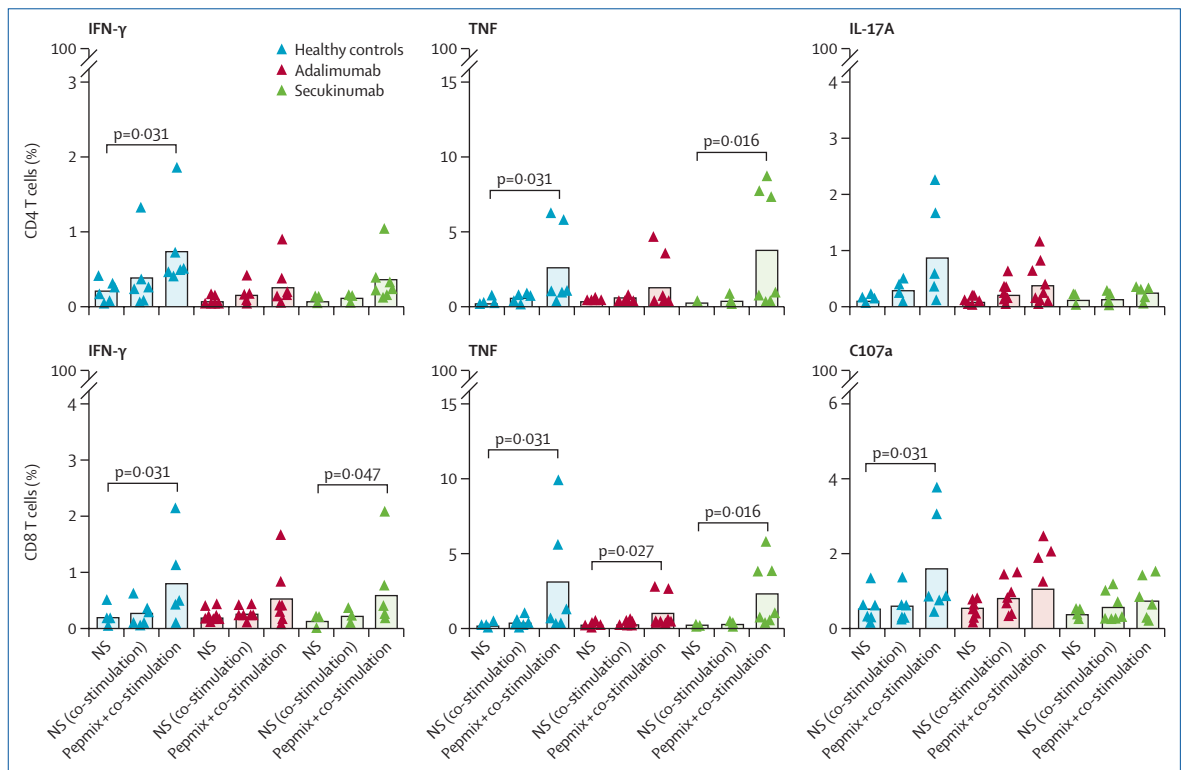 IFN-γ
100
3
2
1
0
CD4 T cells (%)
p=0·031
Healthy controls
Adalimumab
Secukinumab
TNF
100
15
10
5
0
p=0·031
p=0·016
IL-17A
100
4
3
2
1
0
IFN-γ
100
4
3
2
1
0
CD8 T cells (%)
p=0·031
p=0·047
NS
NS (co-stimulation)
Pepmix + co-stimulation
NS
NS (co-stimulation)
Pepmix + co-stimulation
NS
NS (co-stimulation)
Pepmix + co-stimulation
TNF
100
15
10
5
0
p=0·031
p=0·027
p=0·016
NS
NS (co-stimulation)
Pepmix + co-stimulation
NS
NS (co-stimulation)
Pepmix + co-stimulation
NS
NS (co-stimulation)
Pepmix + co-stimulation
C107a
100
6
4
2
0
p=0·031
NS
NS (co-stimulation)
Pepmix + co-stimulation
NS
NS (co-stimulation)
Pepmix + co-stimulation
NS
NS (co-stimulation)
Pepmix + co-stimulation